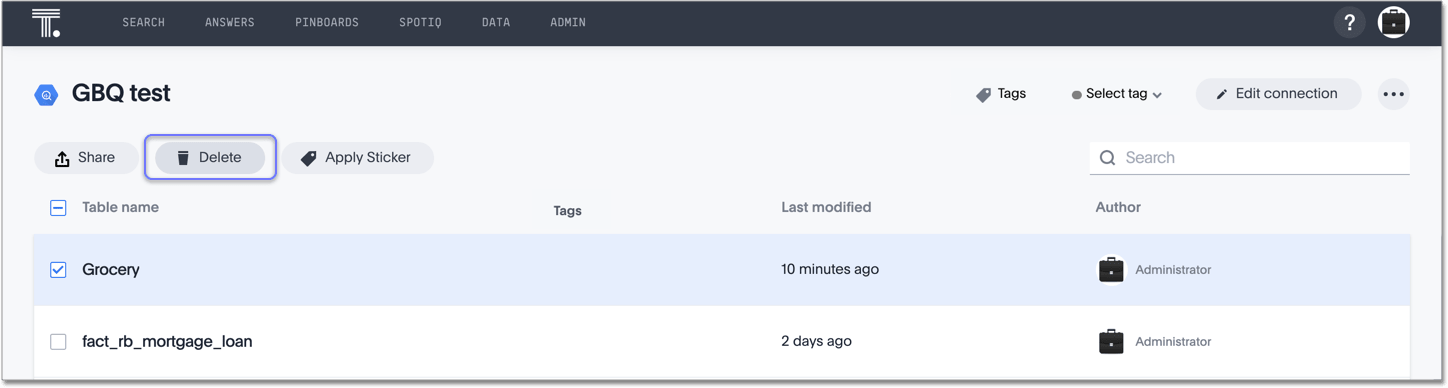 SEARCH ANSWERS PINBOARDS SPOTIQ DATA ADMIN ?
GBQ test Tags Select tag Edit connection
Share Delete Apply Sticker Search
Table name Tags Last modified Author
Grocery 10 minutes ago Administrator
fact_rb_mortgage_loan 2 days ago Administrator